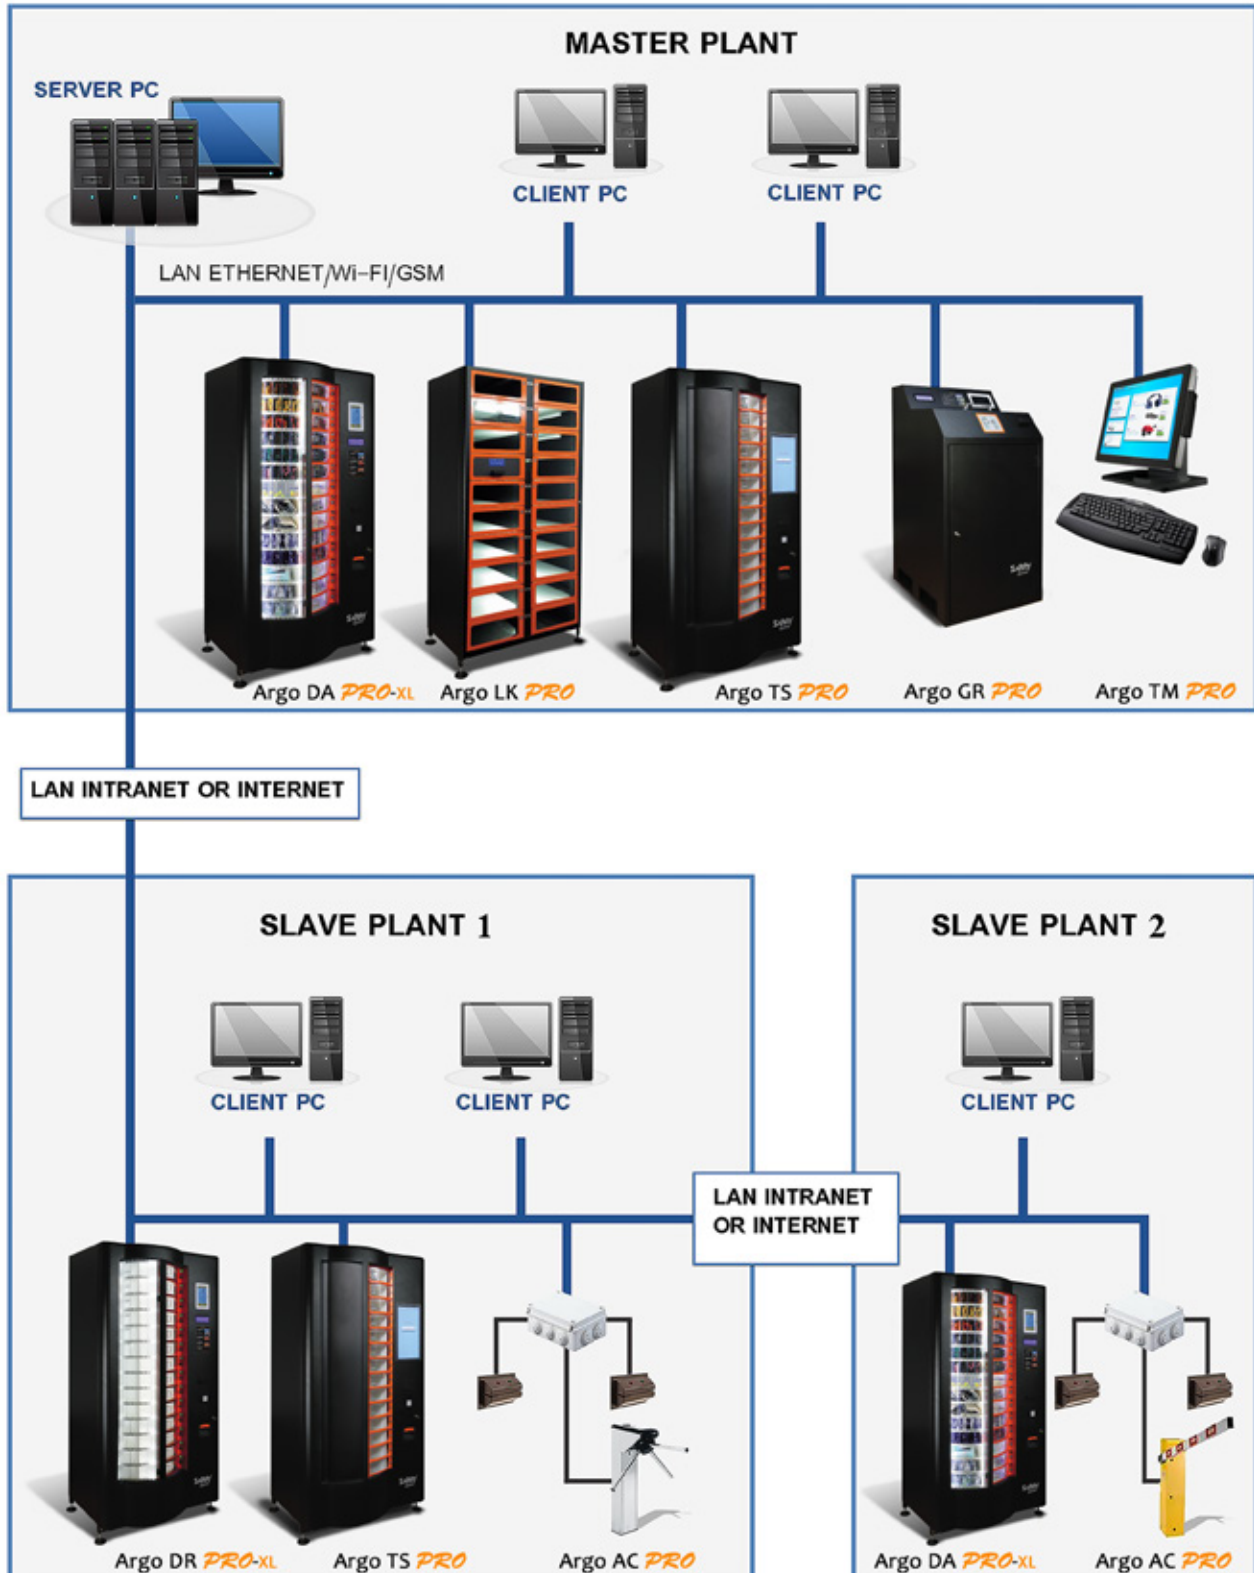 MASTER PLANT
SERVER PC
CLIENT PC
CLIENT PC
LAN ETHERNET/Wi-FI/GSM
Argo DA PRO-XL
Argo LK PRO
Argo TS PRO
Argo GR PRO
Argo TM PRO
LAN INTRANET OR INTERNET
SLAVE PLANT 1
CLIENT PC
CLIENT PC
LAN INTRANET
OR INTERNET
Argo DR PRO-XL
Argo TS PRO
Argo AC PRO
SLAVE PLANT 2
CLIENT PC
Argo DA PRO-XL
Argo AC PRO